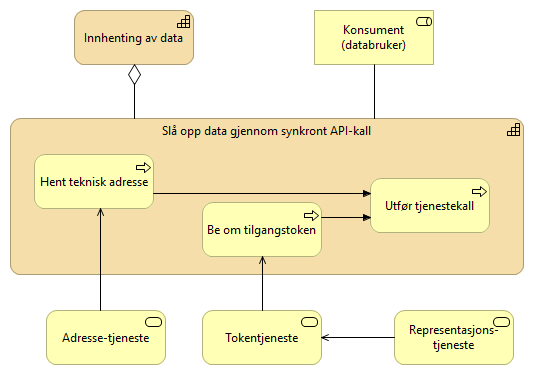 Innhenting av data
Konsument
(databruker)
Slå opp data gjennom synkront API-kall
Hent teknisk adresse
Utfør tjenestekall
Be om tilgangstoken
Adresse-tjeneste
Tokentjeneste
Representasjons-
tjeneste